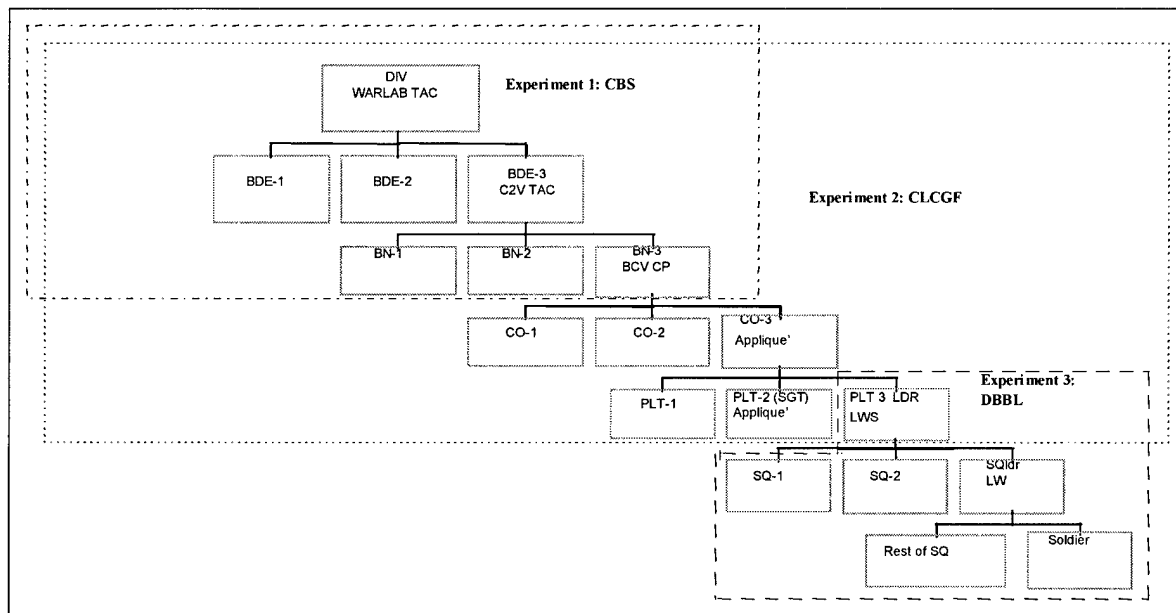 DIV
WARLAB TAC
Experiment 1: CBS
BDE-1
BDE-2
BDE-3
C2V TAC
Experiment 2: CLCGF
BN-1
BN-2
BN-3
BCV CP
CO-1
CO-2
CO-3
Applique'
Experiment 3:
DBBL
PLT-1
PLT-2 (SGT)
Applique'
PLT 3 LDR
LWS
SQ-1
SQ-2
SQldr
LW
Rest of SQ
Soldier